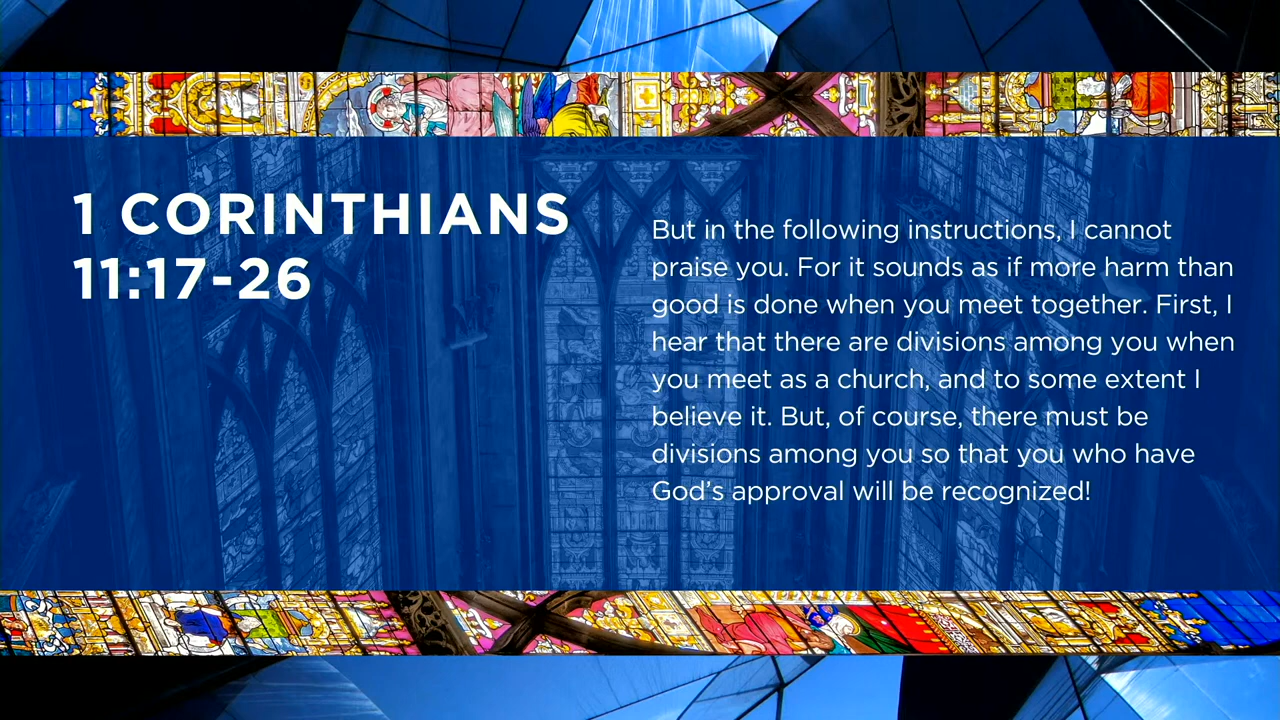 1 CORINTHIANS
11:17-26
But in the following instructions, I cannot
praise you. For it sounds as if more harm than
good is done when you meet together. First, I
hear that there are divisions among you when
you meet as a church, and to some extent I
believe it. But, of course, there must be
divisions among you so that you who have
God’s approval will be recognized!